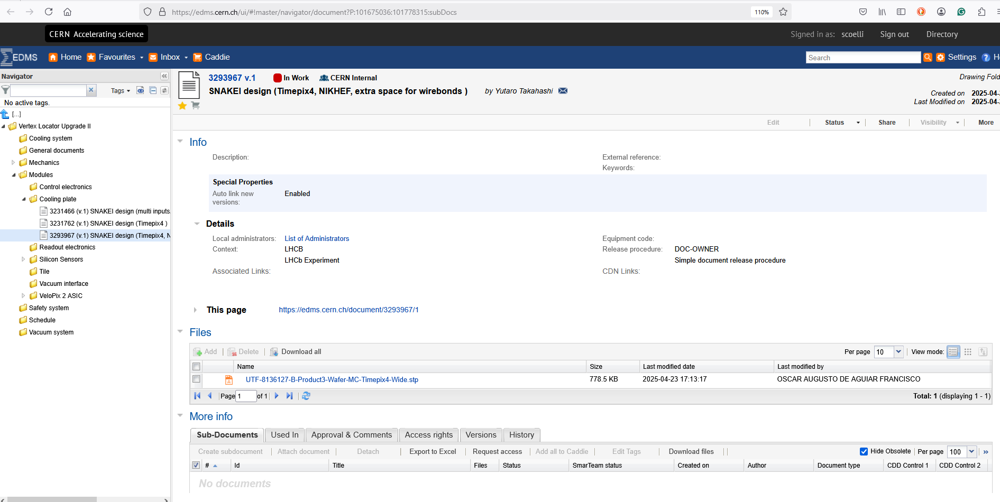 https://edms.cern.ch/ui/#!master/navigator/document?P:101675036:101778315:subDocs
110%
CERN Accelerating science
Signed in as: scoelli Sign out Directory
EDMS Home Favourites Inbox Caddie
Search Settings
Navigator
Tags
No active tags.
[...]
Vertex Locator Upgrade II
Cooling system
General documents
Mechanics
Modules
Control electronics
Cooling plate
3231466 (v.1) SNAKEI design (multi inputs
3231762 (v.1) SNAKEI design (Timepix4 )
3293967 (v.1) SNAKEI design (Timepix4, N
Readout electronics
Silicon Sensors
Tile
Vacuum interface
VeloPix 2 ASIC
Safety system
Schedule
Vacuum system
3293967 v.1 In Work CERN Internal
Drawing Fold
SNAKEI design (Timepix4, NIKHEF, extra space for wirebonds ) by Yutaro Takahashi
Created on 2025-04-
Last Modified on 2025-04-
Edit Status Share Visibility More
Info
Description: External reference:
Keywords:
Special Properties
Auto link new versions: Enabled
Details
Local administrators: List of Administrators Equipment code:
Context: LHCB Release procedure: DOC-OWNER
LHCb Experiment Simple document release procedure
Associated Links: CDN Links:
This page https://edms.cern.ch/document/3293967/1
Files
Add Delete Download all Per page 10 View mode:
Name Size Last modified date Last modified by
UTF-8136127-B-Product3-Wafer-MC-Timepix4-Wide.stp 778.5 KB 2025-04-23 17:13:17 OSCAR AUGUSTO DE AGUIAR FRANCISCO
Page 1 of 1 Total: 1 (displaying 1 - 1)
More info
Sub-Documents Used In Approval & Comments Access rights Versions History
Create subdocument Attach document Detach Export to Excel Request access Add all to Caddie Edit Tags Download files Hide Obsolete Per page 100 »
# Id Title Files Status SmarTeam status Created on Author Document type CDD Control 1 CDD Control 2
No documents